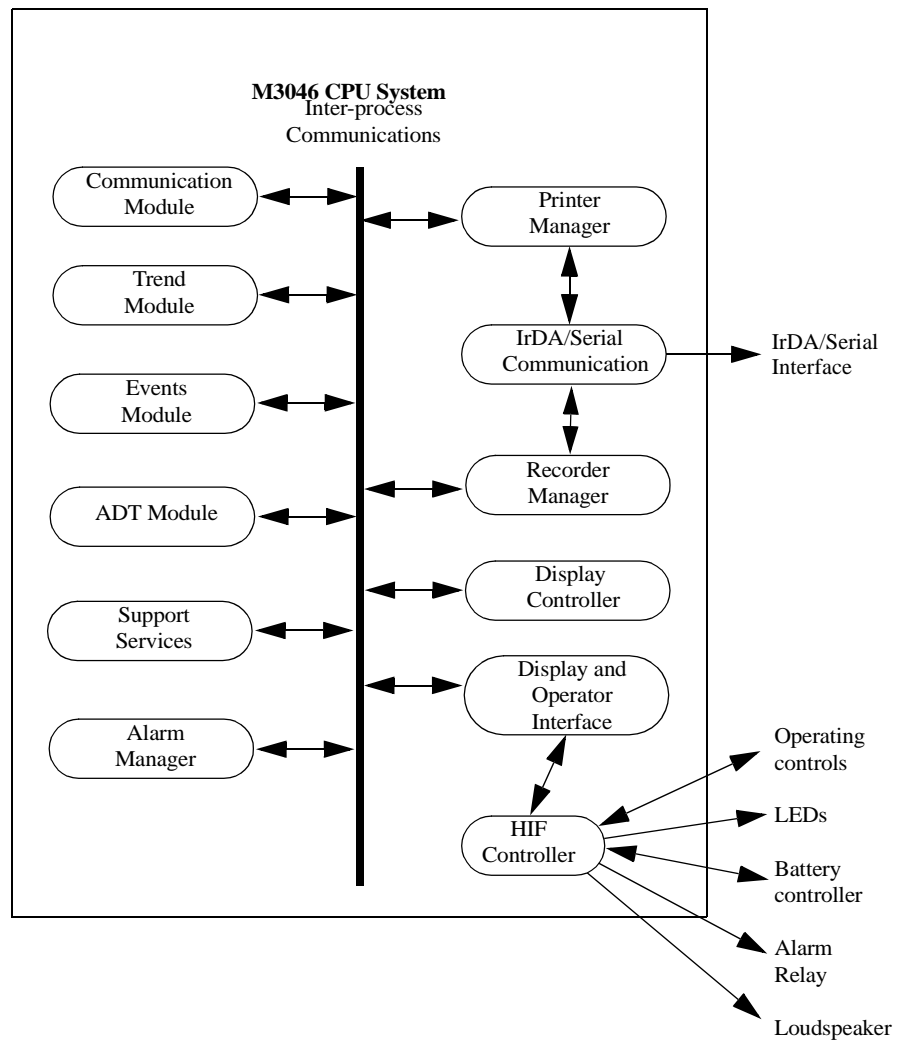 M3046 CPU System
Inter-process
Communications
Communication
Module
Printer
Manager
Trend
Module
IrDA/Serial
Communication
IrDA/Serial
Interface
Events
Module
Recorder
Manager
ADT Module
Display
Controller
Support
Services
Display and
Operator
Interface
Alarm
Manager
HIF
Controller
Operating
controls
LEDs
Battery
controller
Alarm
Relay
Loudspeaker